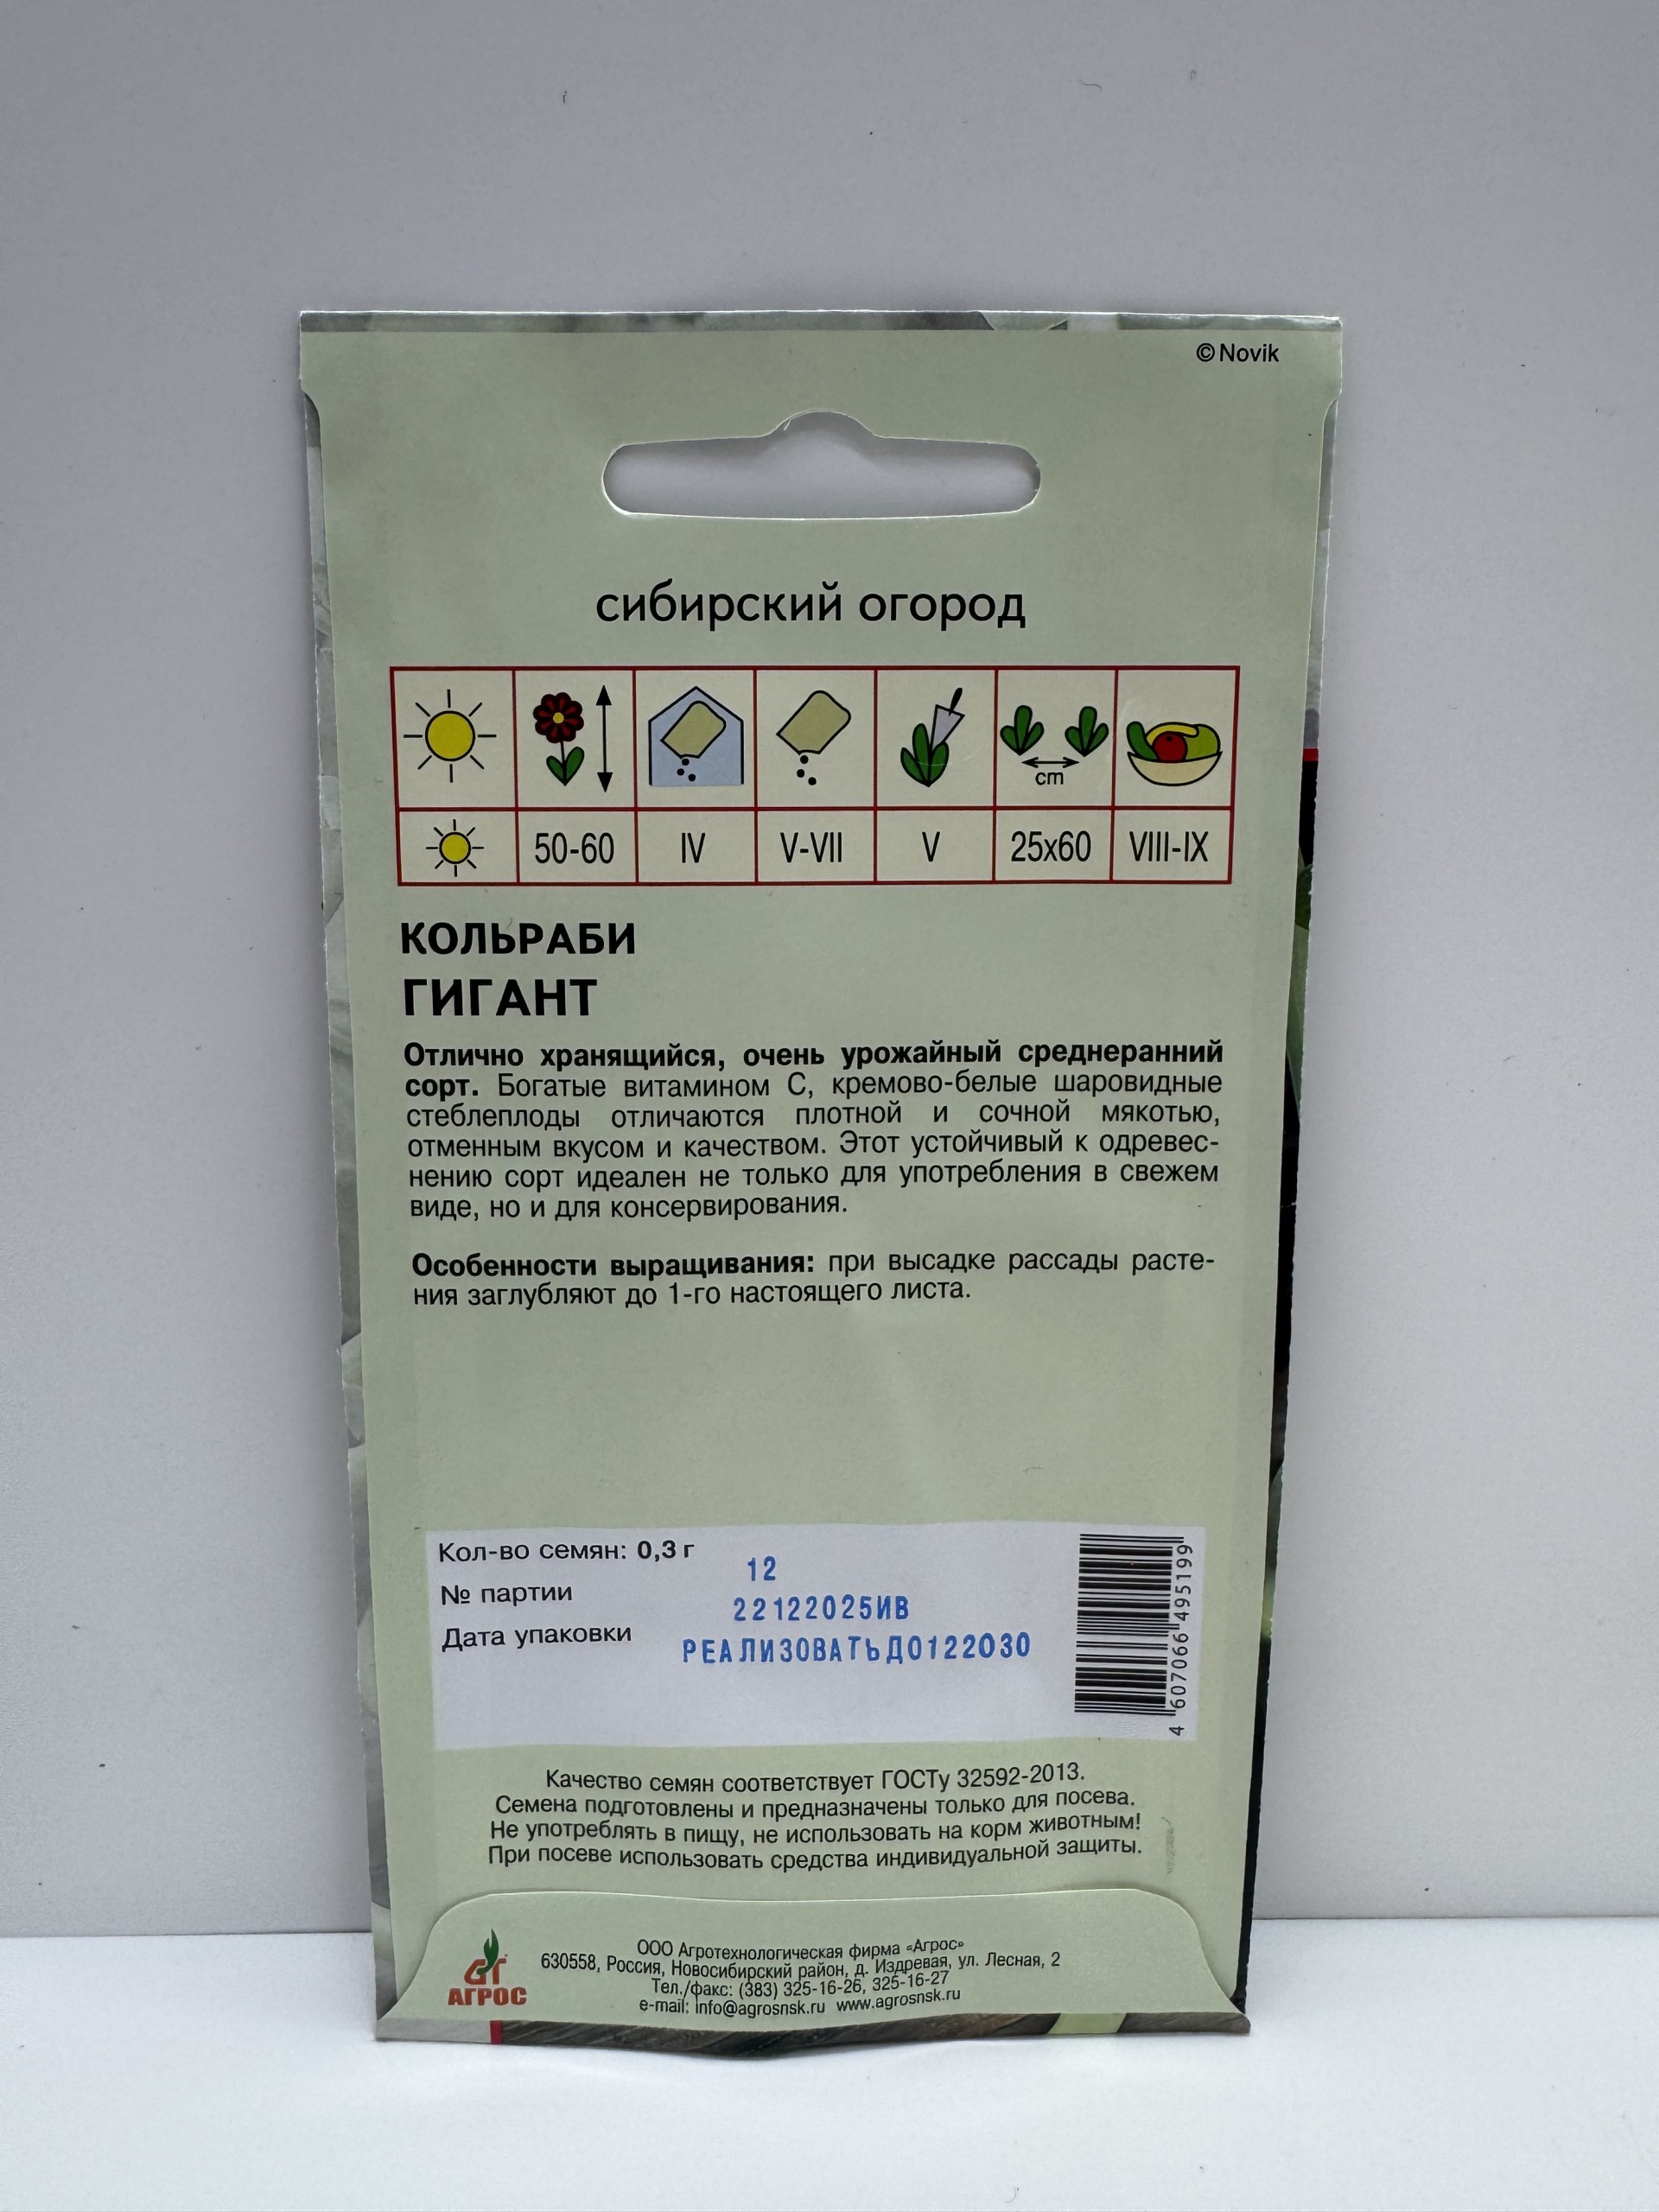 ©Novik
сибирский огород
cm
50-60 IV V-VII V 25x60 VIII-IX
КОЛЬРАБИ
ГИГАНТ
Отлично хранящийся, очень урожайный среднеранний
сорт. Богатые витамином С, кремово-белые шаровидные
стеблеплоды отличаются плотной и сочной мякотью,
отменным вкусом и качеством. Этот устойчивый к одревес-
нению сорт идеален не только для употребления в свежем
виде, но и для консервирования.
Особенности выращивания: при высадке рассады расте-
ния заглубляют до 1-го настоящего листа.
Кол-во семян: 0,3 г
12
№ партии
22122025ИВ
Дата упаковки
РЕАЛИЗОВАТЬДО122030
4 607066 495199
Качество семян соответствует ГОСТу 32592-2013.
Семена подготовлены и предназначены только для посева.
Не употреблять в пищу, не использовать на корм животным!
При посеве использовать средства индивидуальной защиты.
АГРОС
ООО Агротехнологическая фирма «Агрос»
630558, Россия, Новосибирский район, д. Издревая, ул. Лесная, 2
Тел./факс: (383) 325-16-26, 325-16-27
e-mail: info@agrosnsk.ru www.agrosnsk.ru